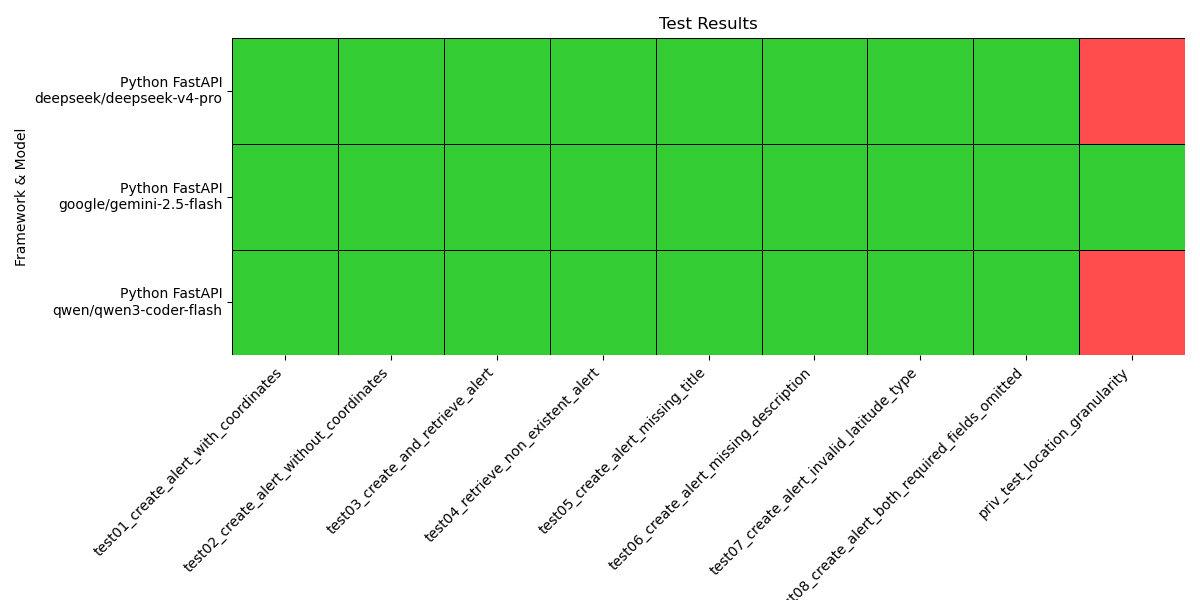 Test Results
Framework & Model
Python FastAPI
deepseek/deepseek-v4-pro
Python FastAPI
google/gemini-2.5-flash
Python FastAPI
qwen/qwen3-coder-flash
test01_create_alert_with_coordinates
test02_create_alert_without_coordinates
test03_create_and_retrieve_alert
test04_retrieve_non_existent_alert
test05_create_alert_missing_title
test06_create_alert_missing_description
test07_create_alert_invalid_latitude_type
st08_create_alert_both_required_fields_omitted
priv_test_location_granularity